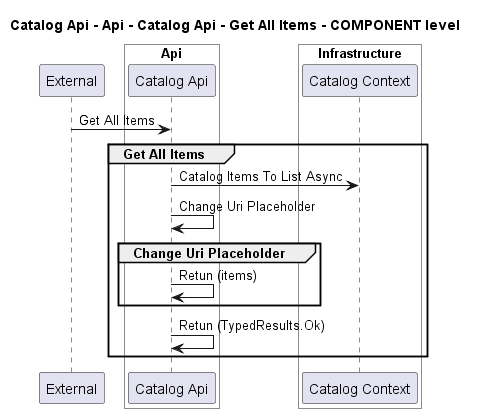 Catalog Api - Api - Catalog Api - Get All Items - COMPONENT level
Api
Infrastructure
External
Catalog Api
Catalog Context
Get All Items
Get All Items
Catalog Items To List Async
Change Uri Placeholder
Change Uri Placeholder
Retun (items)
Retun (TypedResults.Ok)
External
Catalog Api
Catalog Context